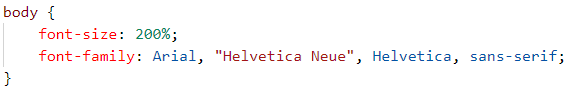 body {
    font-size: 200%;
    font-family: Arial, "Helvetica Neue", Helvetica, sans-serif;
}